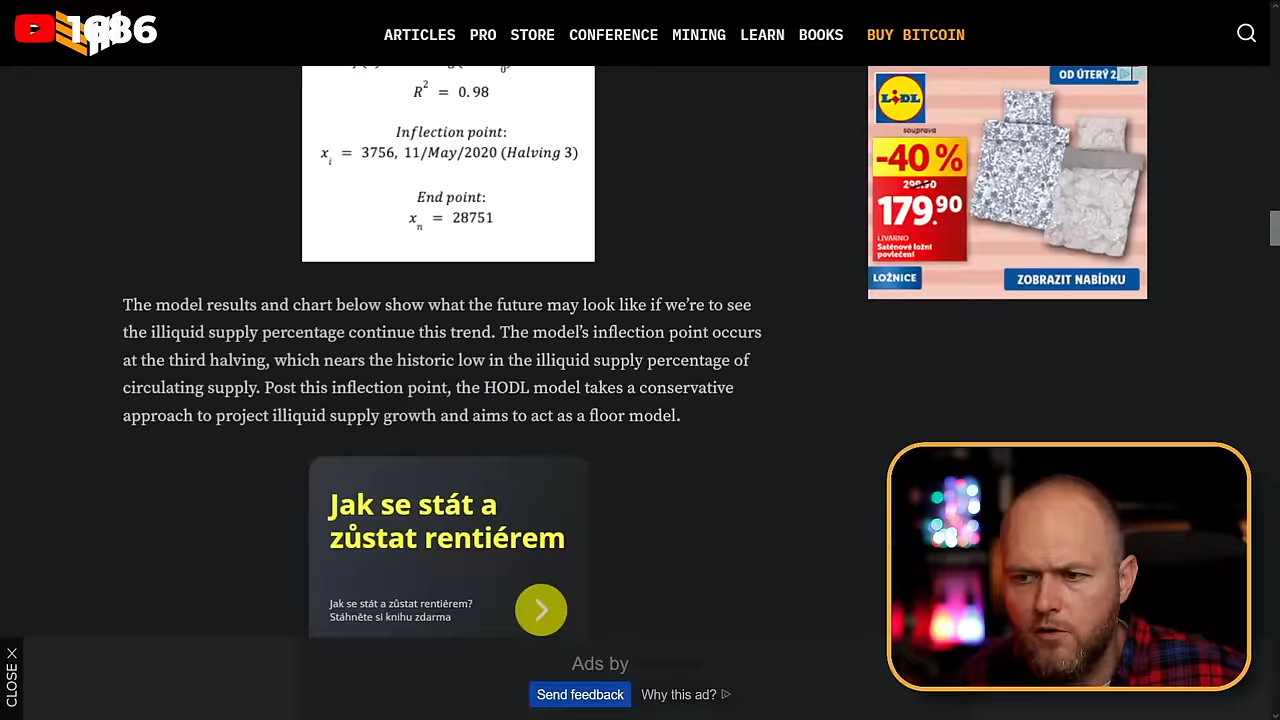 1686
ARTICLES PRO STORE CONFERENCE MINING LEARN BOOKS BUY BITCOIN
R² = 0.98
Inflection point:
xᵢ = 3756, 11/May/2020 (Halving 3)
End point:
xₙ = 28751
OD ÚTERÝ 2.
LIDL
souprava
-40 %
299.90
179.90
LIVARNO
Saténové ložní
povlečení
LOŽNICE
ZOBRAZIT NABÍDKU
The model results and chart below show what the future may look like if we’re to see
the illiquid supply percentage continue this trend. The model’s inflection point occurs
at the third halving, which nears the historic low in the illiquid supply percentage of
circulating supply. Post this inflection point, the HODL model takes a conservative
approach to project illiquid supply growth and aims to act as a floor model.
Jak se stát a
zůstat rentiérem
Jak se stát a zůstat rentiérem?
Stáhněte si knihu zdarma
CLOSE X
Ads by
Send feedback
Why this ad?